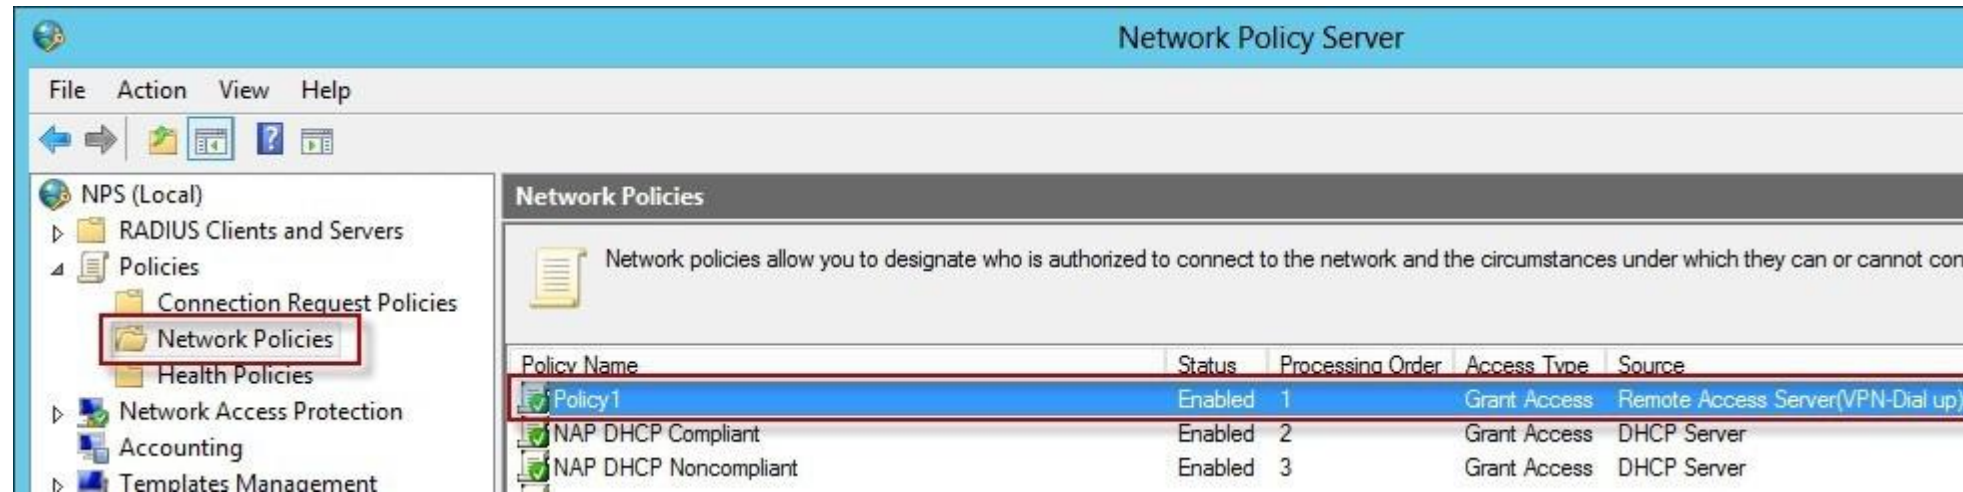 Network Policy Server
File Action View Help
NPS (Local)
RADIUS Clients and Servers
Policies
Connection Request Policies
Network Policies
Health Policies
Network Access Protection
Accounting
Templates Management
Network Policies
Network policies allow you to designate who is authorized to connect to the network and the circumstances under which they can or cannot con
Policy Name Status Processing Order Access Type Source
Policy1 Enabled 1 Grant Access Remote Access Server(VPN-Dial up)
NAP DHCP Compliant Enabled 2 Grant Access DHCP Server
NAP DHCP Noncompliant Enabled 3 Grant Access DHCP Server